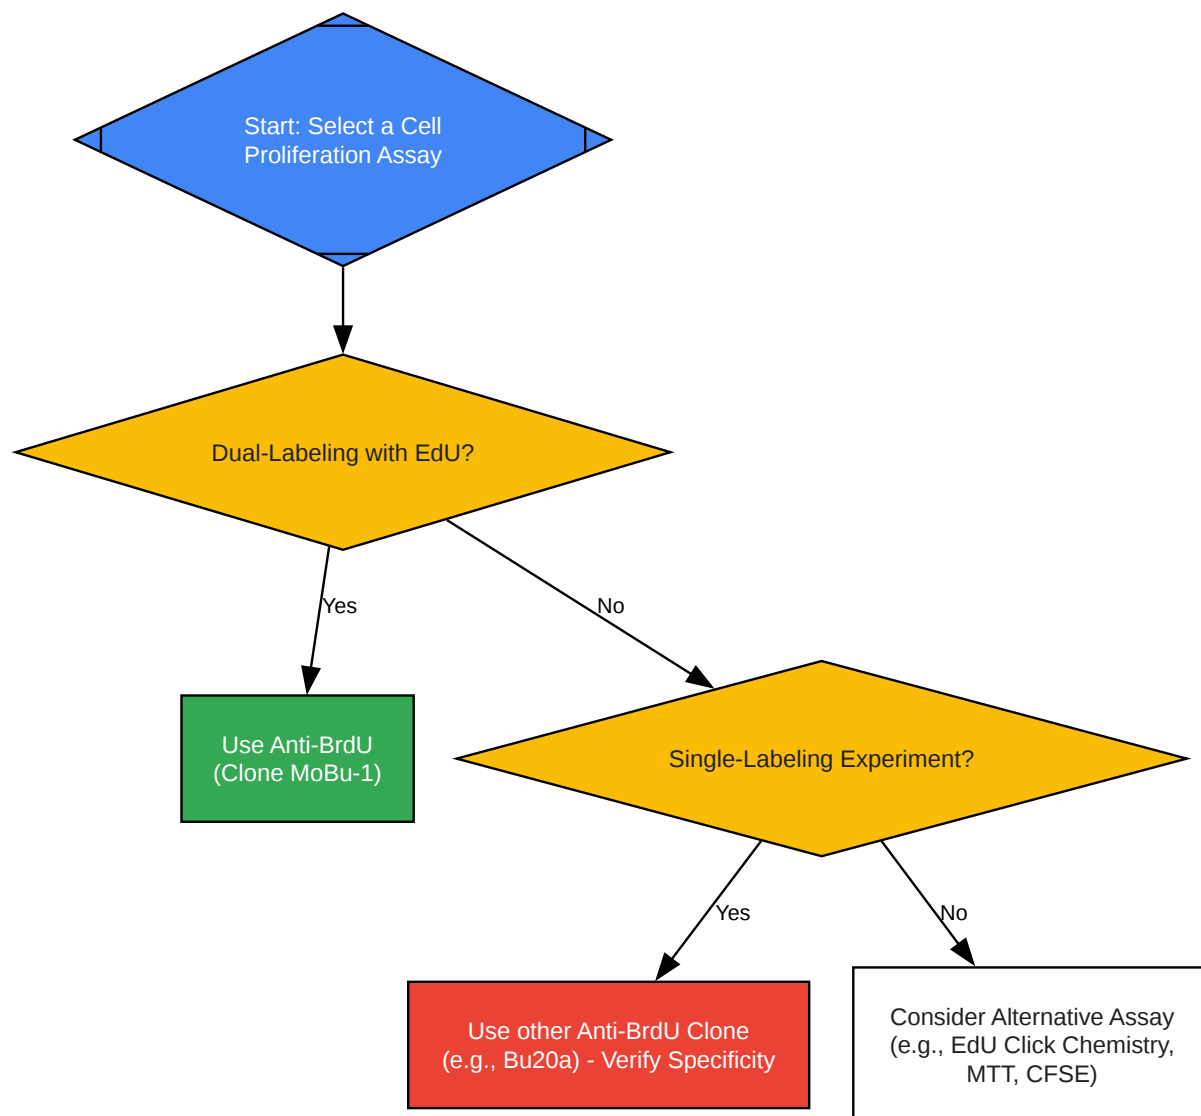 Start: Select a Cell
Proliferation Assay
Dual-Labeling with EdU?
Yes
No
Use Anti-BrdU
(Clone MoBu-1)
Single-Labeling Experiment?
Yes
No
Use other Anti-BrdU Clone
(e.g., Bu20a) - Verify Specificity
Consider Alternative Assay
(e.g., EdU Click Chemistry,
MTT, CFSE)